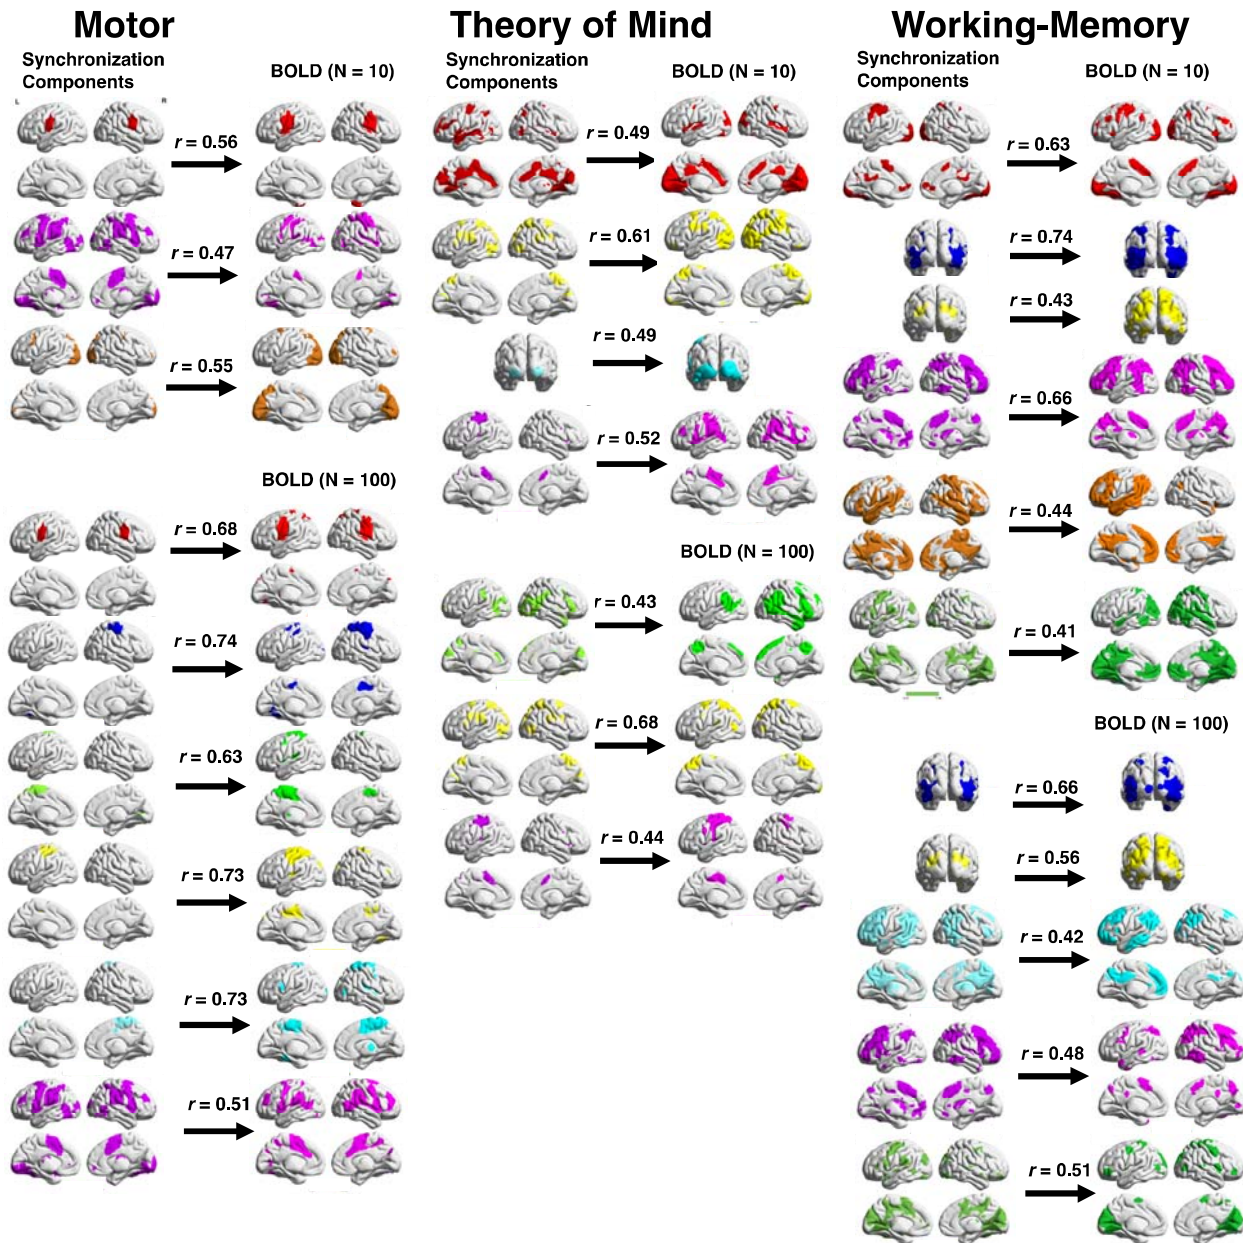 Motor
Synchronization
Components
BOLD (N = 10)
L
R
r = 0.56
r = 0.47
r = 0.55
BOLD (N = 100)
r = 0.68
r = 0.74
r = 0.63
r = 0.73
r = 0.73
r = 0.51
Theory of Mind
Synchronization
Components
BOLD (N = 10)
r = 0.49
r = 0.61
r = 0.49
r = 0.52
BOLD (N = 100)
r = 0.43
r = 0.68
r = 0.44
Working-Memory
Synchronization
Components
BOLD (N = 10)
r = 0.63
r = 0.74
r = 0.43
r = 0.66
r = 0.44
r = 0.41
BOLD (N = 100)
r = 0.66
r = 0.56
r = 0.42
r = 0.48
r = 0.51